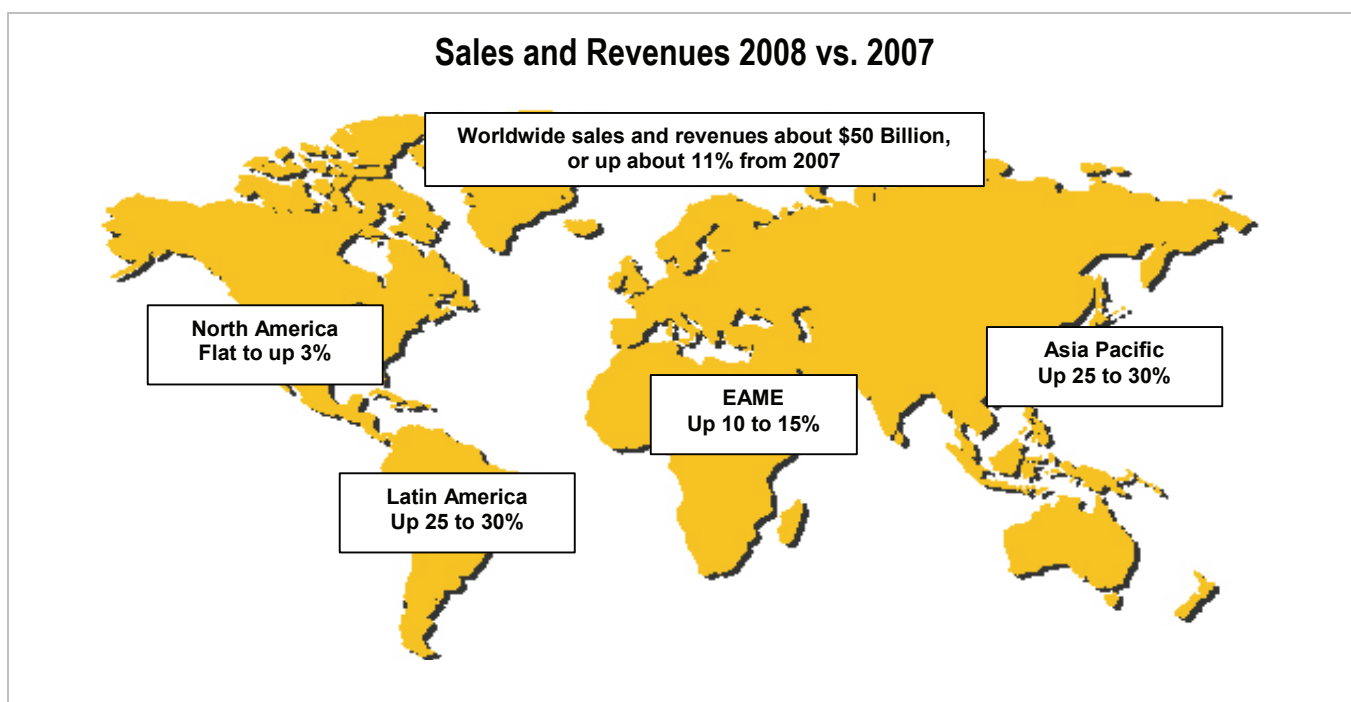 Sales and Revenues 2008 vs. 2007
Worldwide sales and revenues about $50 Billion,
or up about 11% from 2007
North America
Flat to up 3%
Asia Pacific
Up 25 to 30%
EAME
Up 10 to 15%
Latin America
Up 25 to 30%